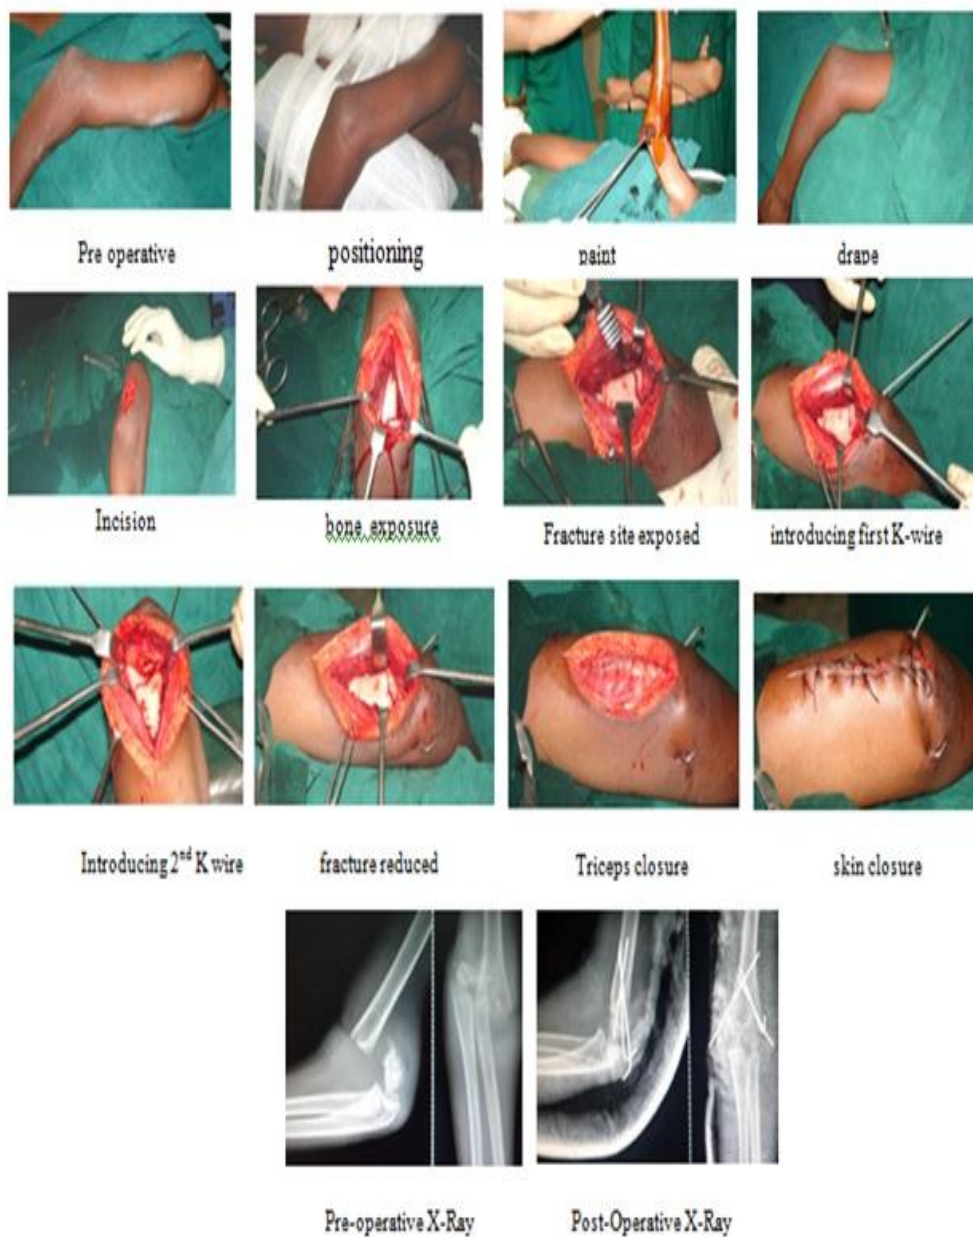 Pre operative
positioning
paint
drape
Incision
bone exposure
Fracture site exposed
introducing first K-wire
Introducing 2nd K wire
fracture reduced
Triceps closure
skin closure
Pre-operative X-Ray
Post-Operative X-Ray